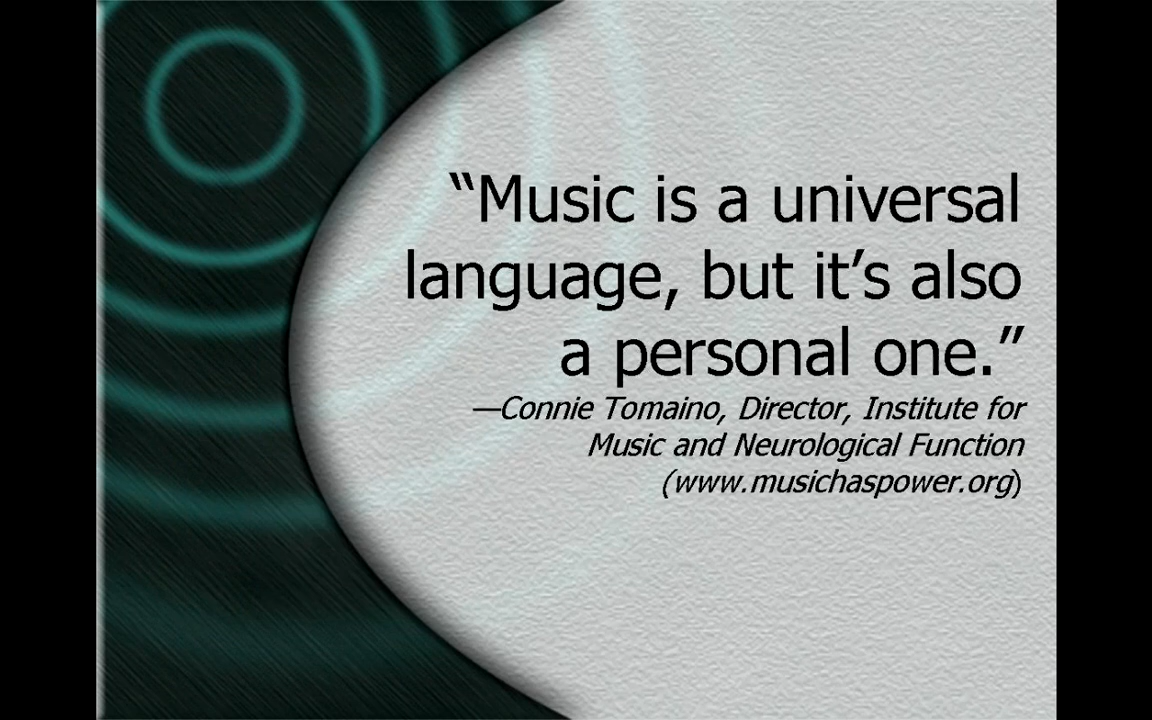 “Music is a universal
language, but it’s also
a personal one.”
—Connie Tomaino, Director, Institute for
Music and Neurological Function
(www.musichaspower.org)